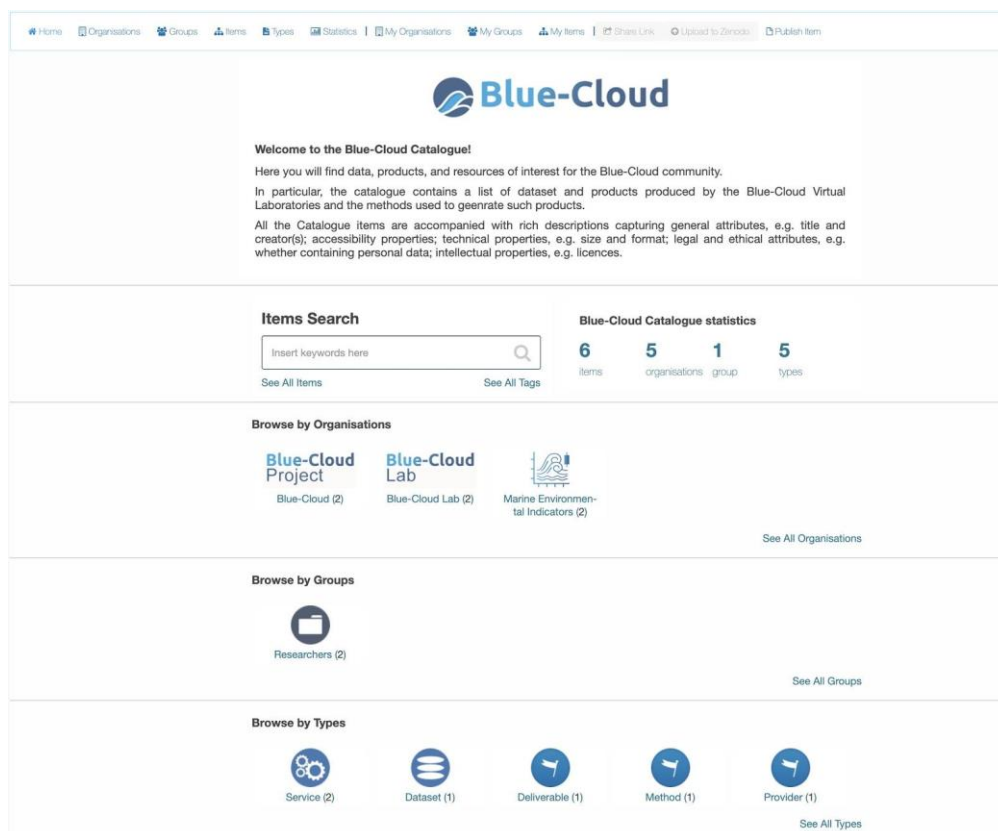 Home Organisations Groups Items Types Statistics | My Organisations My Groups My Items | Share Link Upload to Zenodo Publish Item
Blue-Cloud
Welcome to the Blue-Cloud Catalogue!
Here you will find data, products, and resources of interest for the Blue-Cloud community.
In particular, the catalogue contains a list of dataset and products produced by the Blue-Cloud Virtual
Laboratories and the methods used to geenrate such products.
All the Catalogue items are accompanied with rich descriptions capturing general attributes, e.g. title and
creator(s); accessibility properties; technical properties, e.g. size and format; legal and ethical attributes, e.g.
whether containing personal data; intellectual properties, e.g. licences.
Items Search
Insert keywords here
See All Items See All Tags
Blue-Cloud Catalogue statistics
6 5 1 5
items organisations group types
Browse by Organisations
Blue-Cloud Blue-Cloud
Project Lab
Blue-Cloud (2) Blue-Cloud Lab (2) Marine Environmen-
tal Indicators (2)
See All Organisations
Browse by Groups
Researchers (2)
See All Groups
Browse by Types
Service (2) Dataset (1) Deliverable (1) Method (1) Provider (1)
See All Types